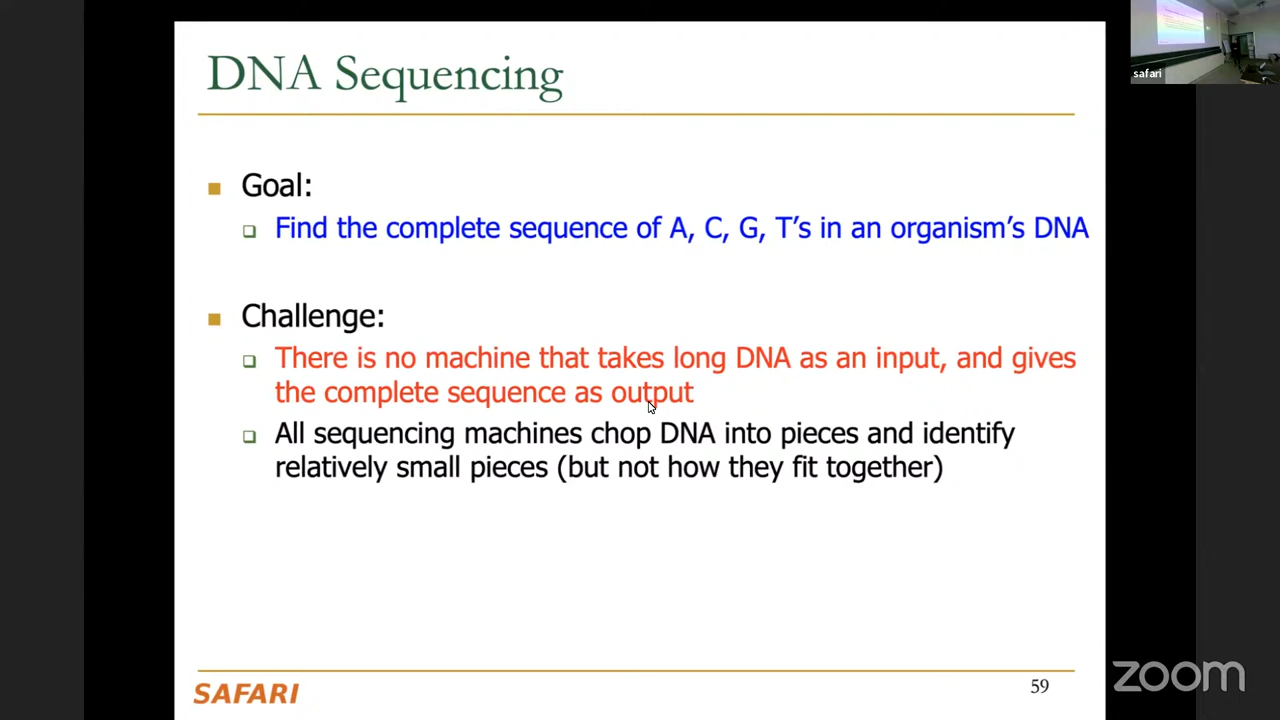 DNA Sequencing
Goal:
Find the complete sequence of A, C, G, T’s in an organism’s DNA
Challenge:
There is no machine that takes long DNA as an input, and gives
the complete sequence as output
All sequencing machines chop DNA into pieces and identify
relatively small pieces (but not how they fit together)
SAFARI
59
safari
zoom